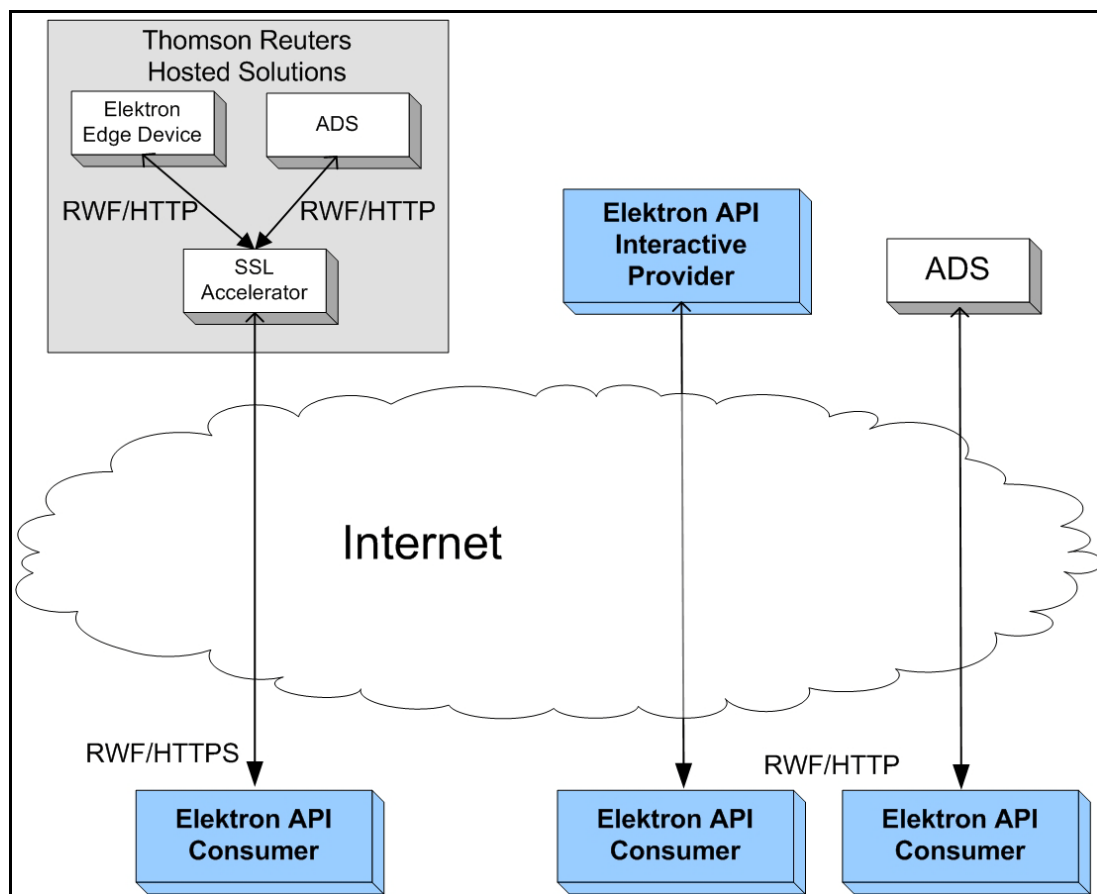 Thomson Reuters
Hosted Solutions
Elektron
Edge Device
ADS
RWF/HTTP
RWF/HTTP
SSL
Accelerator
Elektron API
Interactive
Provider
ADS
Internet
RWF/HTTPS
RWF/HTTP
Elektron API
Consumer
Elektron API
Consumer
Elektron API
Consumer